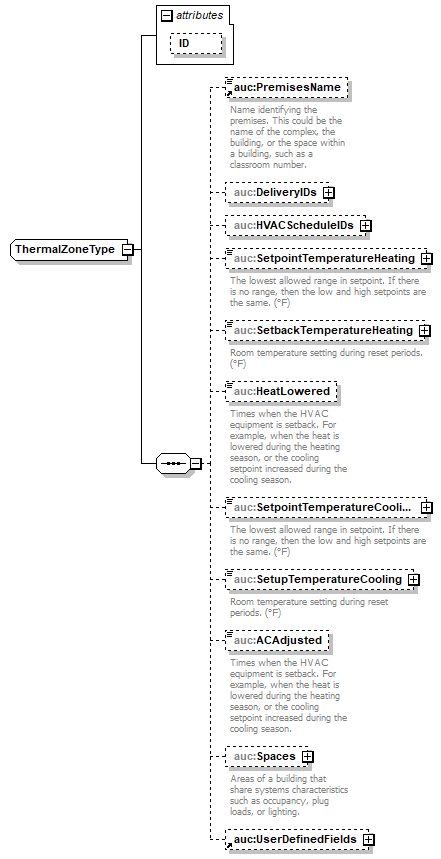 attributes
ID
auc:PremisesName
Name identifying the
premises. This could be the
name of the complex, the
building, or the space within
a building, such as a
classroom number.
auc:DeliveryIDs
auc:HVACScheduleIDs
ThermalZoneType
auc:SetpointTemperatureHeating
The lowest allowed range in setpoint. If there
is no range, then the low and high setpoints are
the same. (°F)
auc:SetbackTemperatureHeating
Room temperature setting during reset periods.
(°F)
auc:HeatLowered
Times when the HVAC
equipment is setback. For
example, when the heat is
lowered during the heating
season, or the cooling
setpoint increased during the
cooling season.
auc:SetpointTemperatureCooli...
The lowest allowed range in setpoint. If there
is no range, then the low and high setpoints are
the same. (°F)
auc:SetupTemperatureCooling
Room temperature setting during reset
periods. (°F)
auc:ACAdjusted
Times when the HVAC
equipment is setback. For
example, when the heat is
lowered during the heating
season, or the cooling
setpoint increased during the
cooling season.
auc:Spaces
Areas of a building that
share systems characteristics
such as occupancy, plug
loads, or lighting.
auc:UserDefinedFields